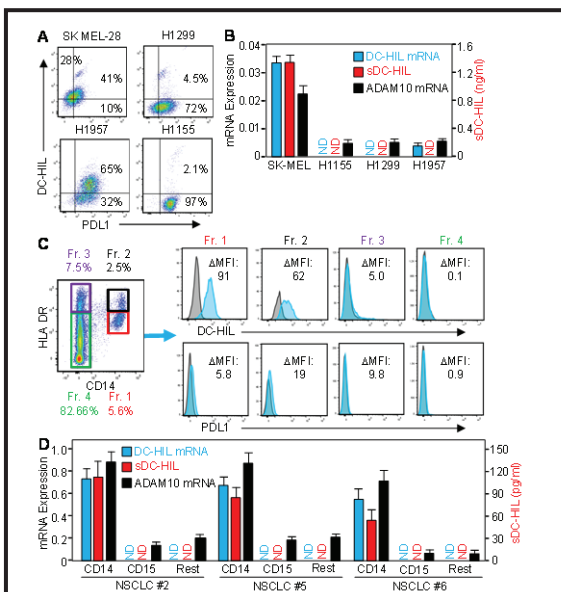 A
SK MEL-28
H1299
28%
41%
10%
4.5%
72%
H1957
H1155
65%
32%
2.1%
97%
DC-HIL
PDL1
B
DC-HIL mRNA
sDC-HIL
ADAM10 mRNA
mRNA Expression
0.04
0.03
0.02
0.01
0
1.6
1.2
0.8
0.4
0
sDC-HIL (ng/ml)
ND ND ND ND ND
SK-MEL H1155 H1299 H1957
C
Fr. 3 Fr. 2
7.5% 2.5%
HLA DR
CD14
Fr. 4 Fr. 1
82.66% 5.6%
Fr. 1 Fr. 2 Fr. 3 Fr. 4
ΔMFI: ΔMFI: ΔMFI: ΔMFI:
91 62 5.0 0.1
DC-HIL
ΔMFI: ΔMFI: ΔMFI: ΔMFI:
5.8 19 9.8 0.9
PDL1
D
DC-HIL mRNA
sDC-HIL
ADAM10 mRNA
mRNA Expression
1.0
0.8
0.6
0.4
0.2
0
150
120
90
60
30
0
sDC-HIL (pg/ml)
ND ND ND ND ND ND ND ND ND ND ND ND
CD14 CD15 Rest CD14 CD15 Rest CD14 CD15 Rest
NSCLC #2 NSCLC #5 NSCLC #6